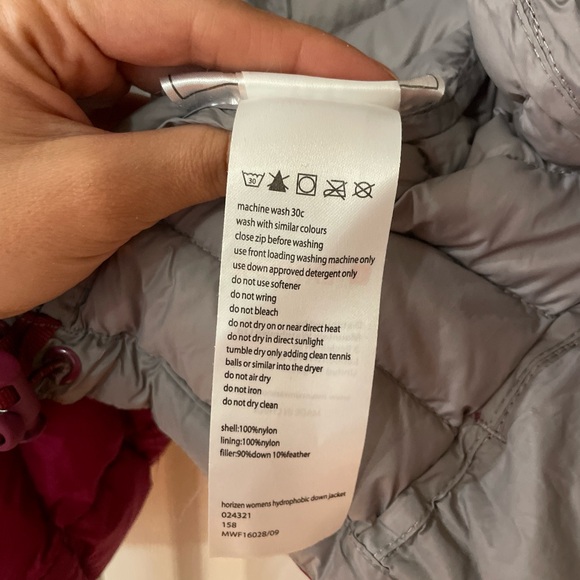 30
machine wash 30c
wash with similar colours
close zip before washing
use front loading washing machine only
use down approved detergent only
do not use softener
do not wring
do not bleach
do not dry on or near direct heat
do not dry in direct sunlight
tumble dry only adding clean tennis
balls or similar into the dryer
do not air dry
do not iron
do not dry clean
shell:100%nylon
lining:100%nylon
filler:90%down 10%feather
horizen womens hydrophobic down jacket
024321
158
MWF16028/09